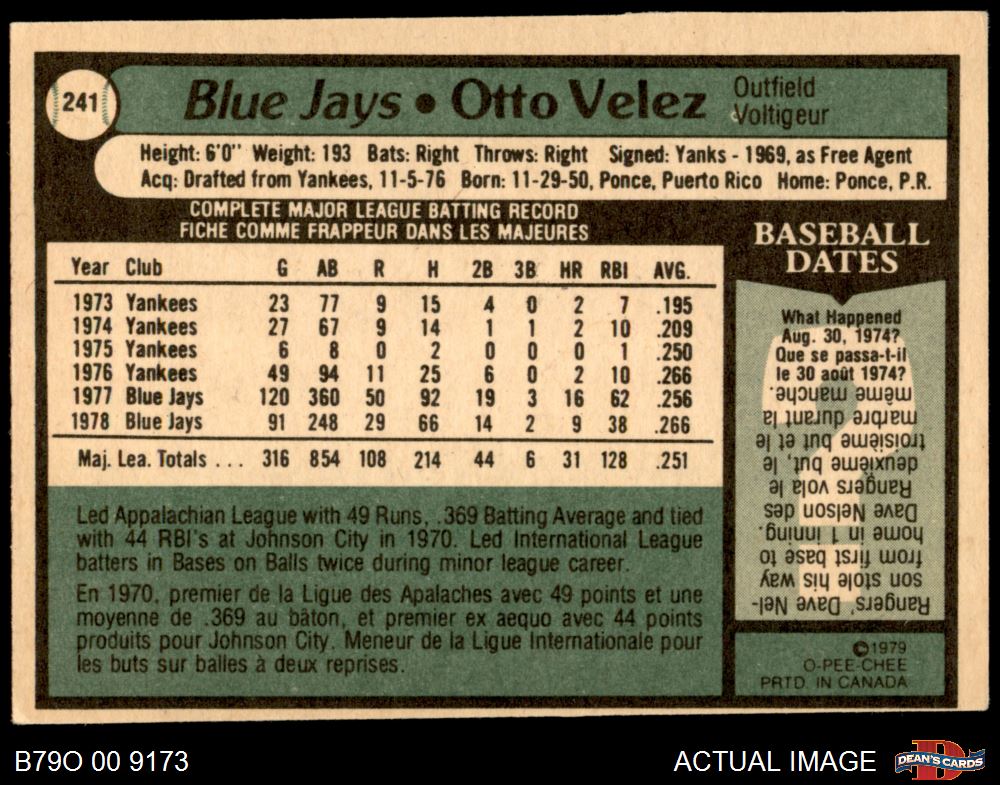 241
Blue Jays • Otto Velez
Outfield
Voltigeur
Height: 6'0" Weight: 193 Bats: Right Throws: Right Signed: Yanks - 1969, as Free Agent
Acq: Drafted from Yankees, 11-5-76 Born: 11-29-50, Ponce, Puerto Rico Home: Ponce, P.R.
COMPLETE MAJOR LEAGUE BATTING RECORD
FICHE COMME FRAPPEUR DANS LES MAJEURES
Year Club G AB R H 2B 3B HR RBI AVG.
1973 Yankees 23 77 9 15 4 0 2 7 .195
1974 Yankees 27 67 9 14 1 1 2 10 .209
1975 Yankees 6 8 0 2 0 0 0 1 .250
1976 Yankees 49 94 11 25 6 0 2 10 .266
1977 Blue Jays 120 360 50 92 19 3 16 62 .256
1978 Blue Jays 91 248 29 66 14 2 9 38 .266
Maj. Lea. Totals ... 316 854 108 214 44 6 31 128 .251
Led Appalachian League with 49 Runs, .369 Batting Average and tied
with 44 RBI's at Johnson City in 1970. Led International League
batters in Bases on Balls twice during minor league career.
En 1970, premier de la Ligue des Apalaches avec 49 points et une
moyenne de .369 au bâton, et premier ex aequo avec 44 points
produits pour Johnson City. Meneur de la Ligue Internationale pour
les buts sur balles à deux reprises.
BASEBALL
DATES
What Happened
Aug. 30, 1974?
Que se passa-t-il
le 30 août 1974?
Rangers' Dave Nel-
son stole his way
from first base to
home in 1 inning.
Dave Nelson des
Rangers vola le
deuxième but, le
troisième but et le
marbre durant la
même manche.
©1979
O-PEE-CHEE
PRTD. IN CANADA
B79O 00 9173
ACTUAL IMAGE
DEAN'S CARDS